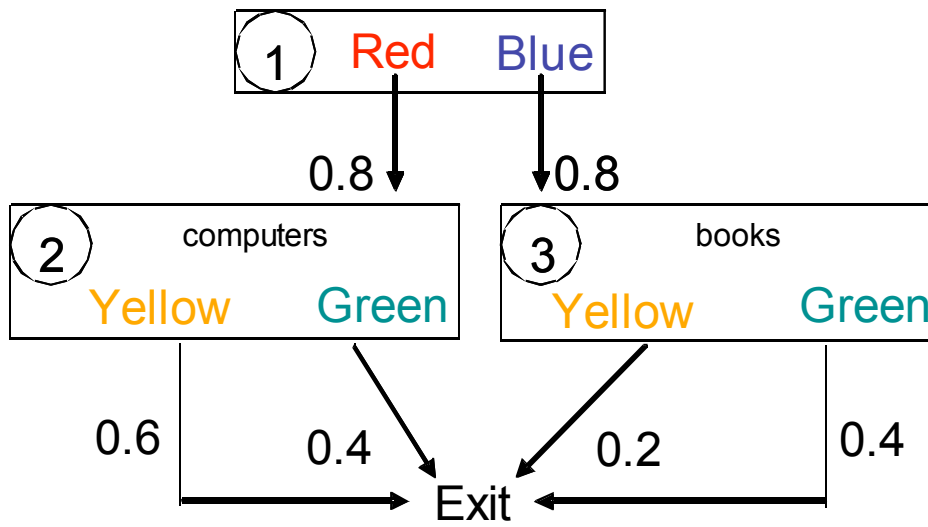 1 Red Blue
0.8 0.8
2 computers
Yellow Green
3 books
Yellow Green
0.6 0.4 0.2 0.4
Exit